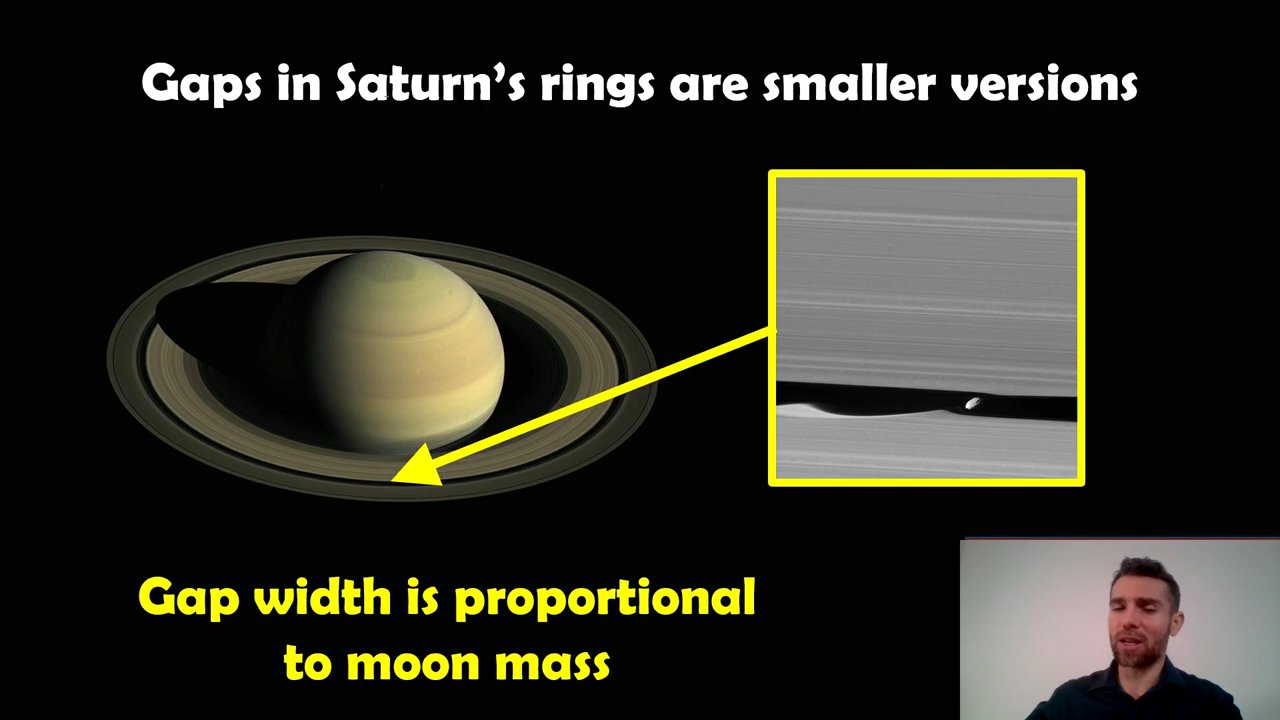 Gaps in Saturn’s rings are smaller versions
Gap width is proportional
to moon mass